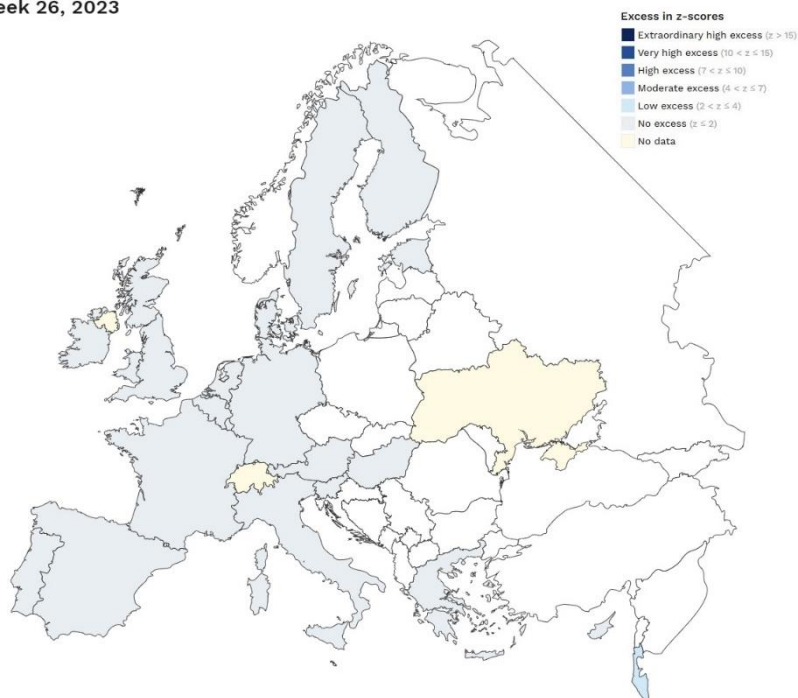 eek 26, 2023
Excess in z-scores
Extraordinary high excess (z > 15)
Very high excess (10 < z ≤ 15)
High excess (7 < z ≤ 10)
Moderate excess (4 < z ≤ 7)
Low excess (2 < z ≤ 4)
No excess (z ≤ 2)
No data